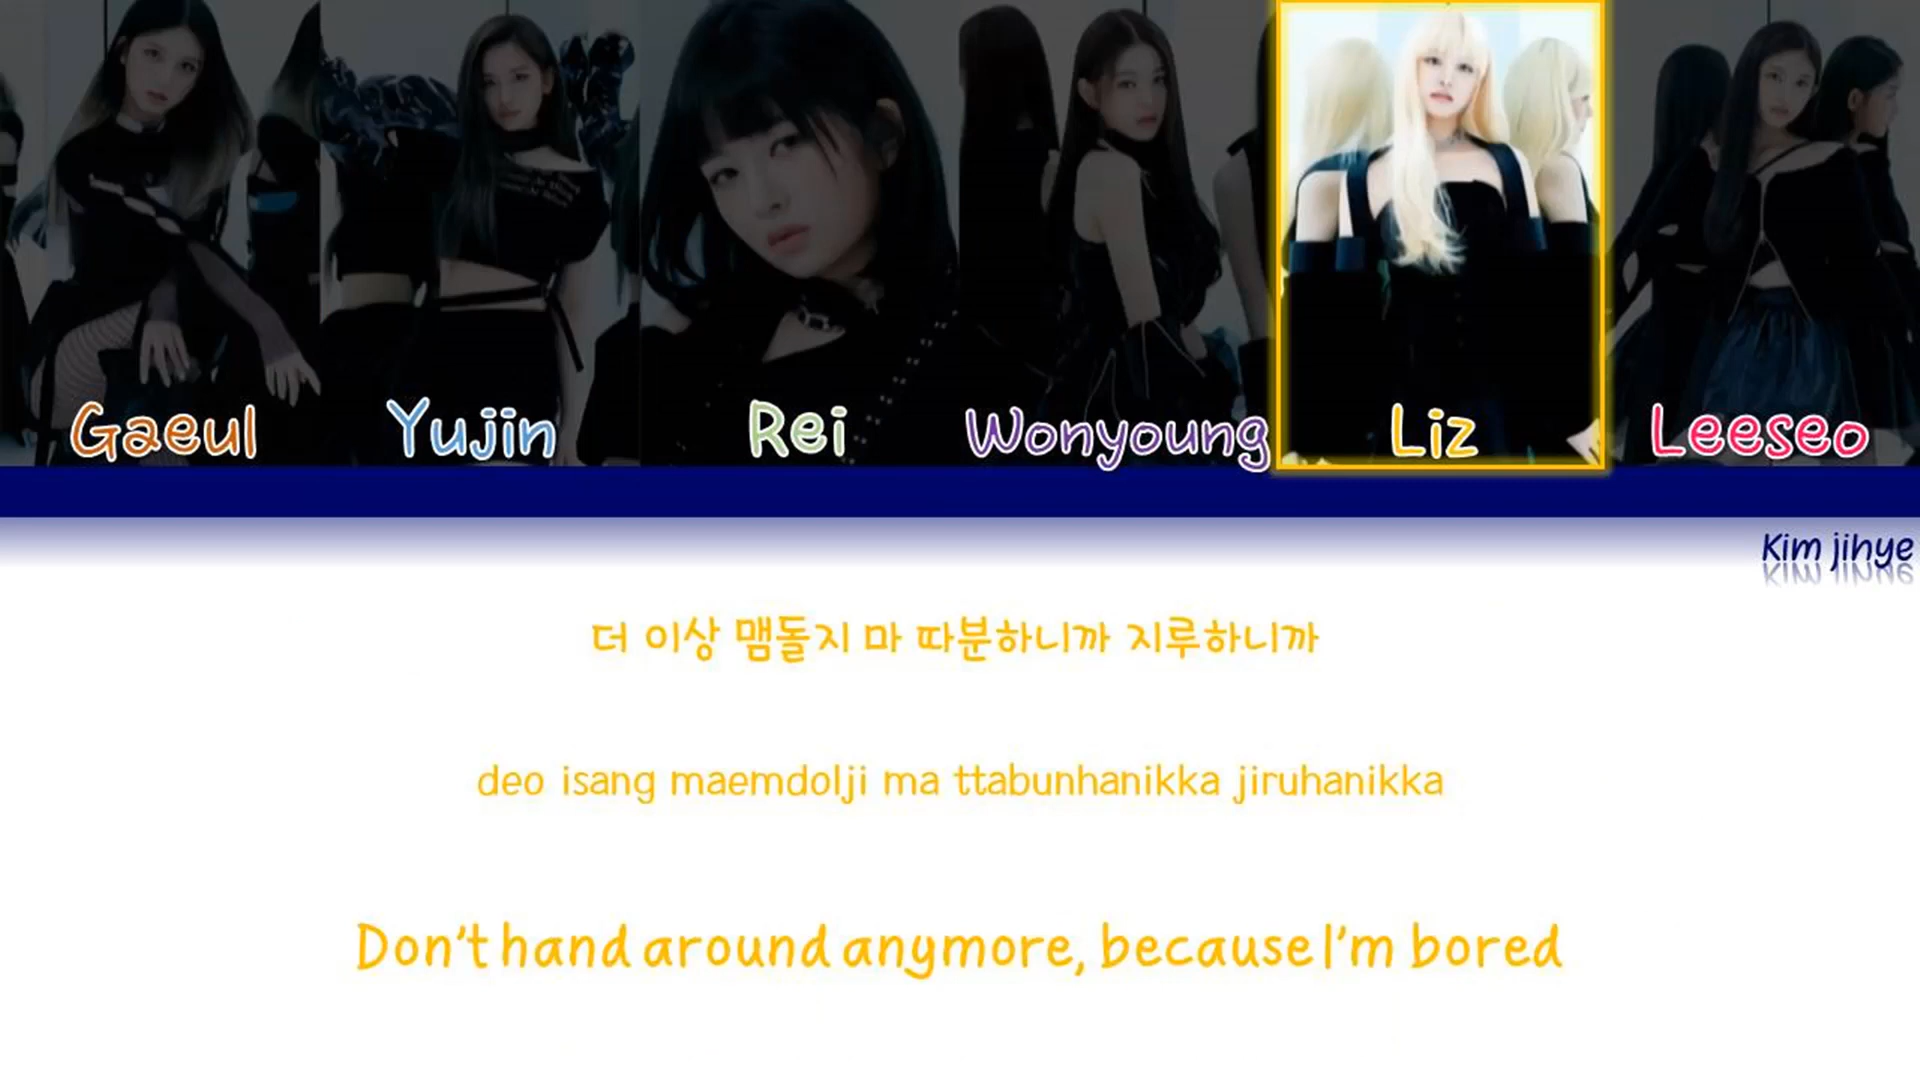 Gaeul Yujin Rei Wonyoung Liz Leeseo
Kim jihye
더 이상 맴돌지 마 따분하니까 지루하니까
deo isang maemdolji ma ttabunhanikka jiruhanikka
Don't hand around anymore, because I'm bored